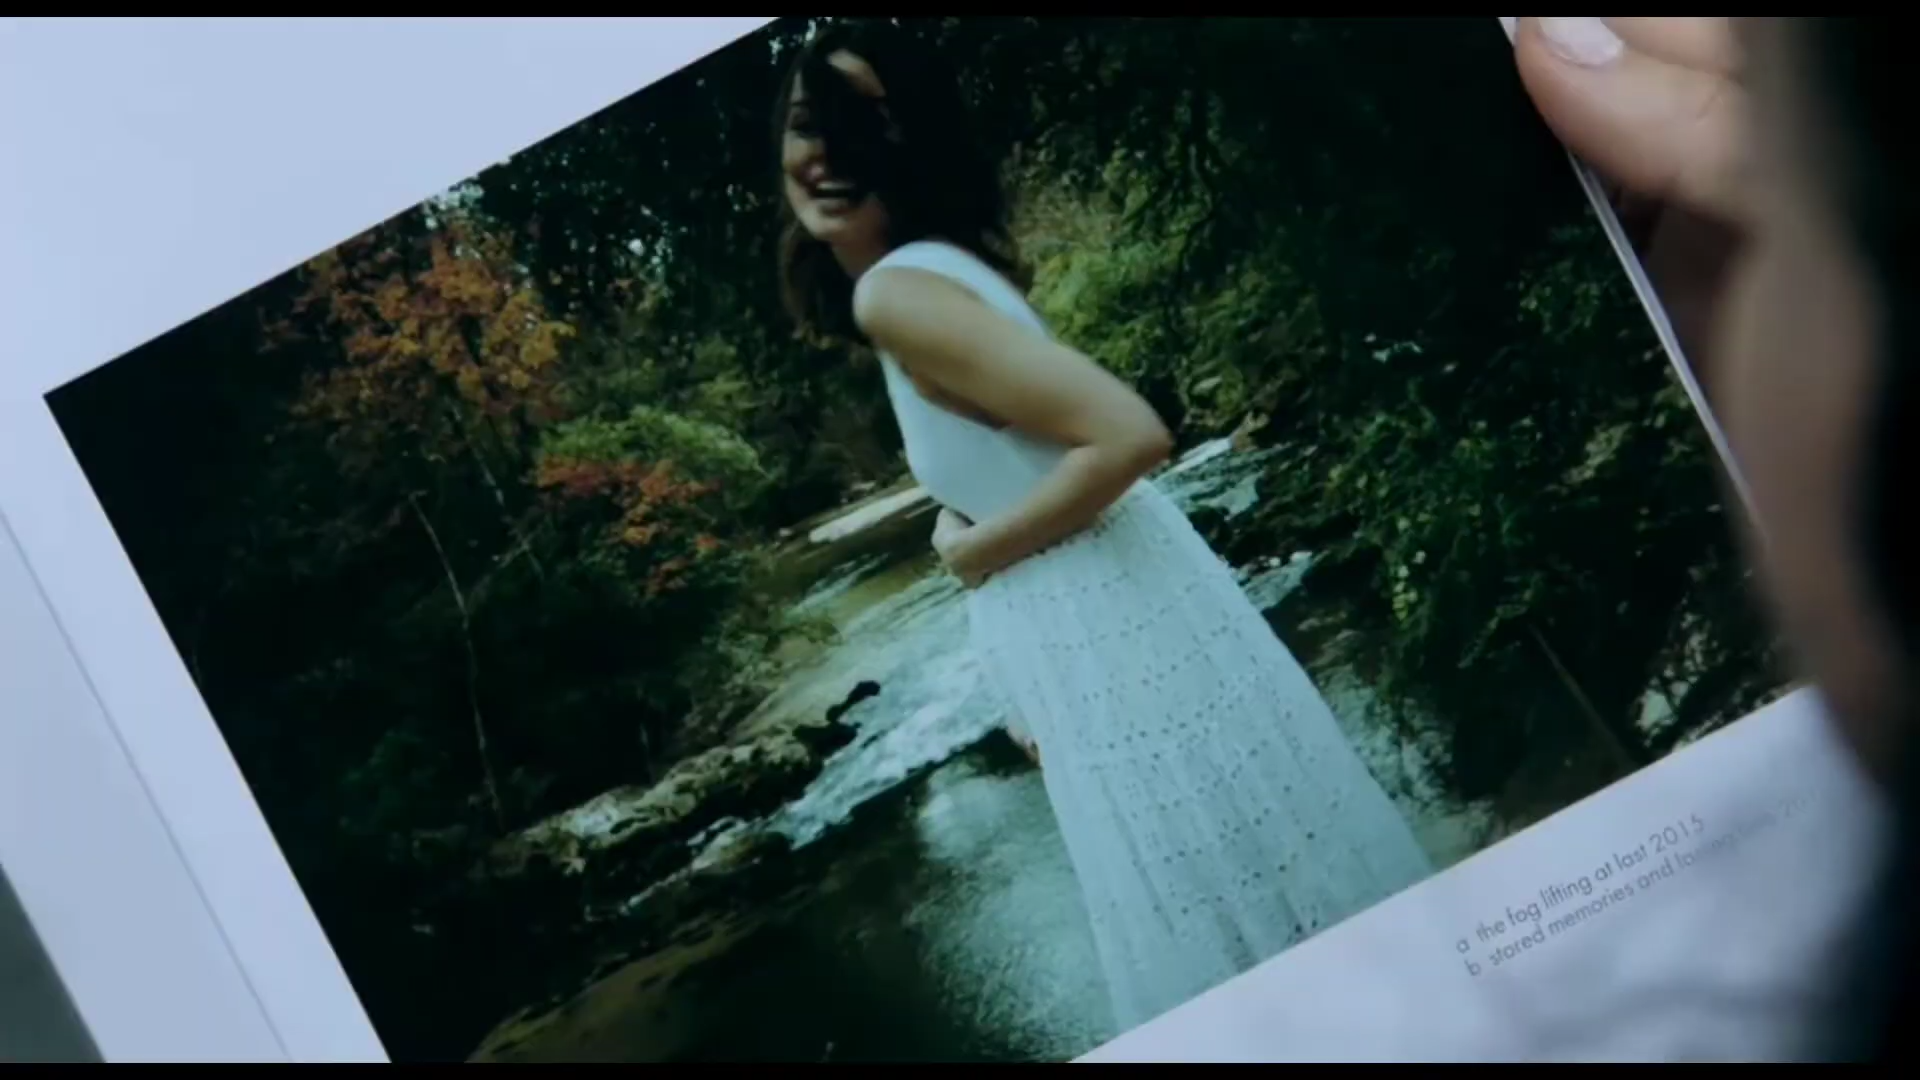 a the fog lifting at last 2015
b stored memories and